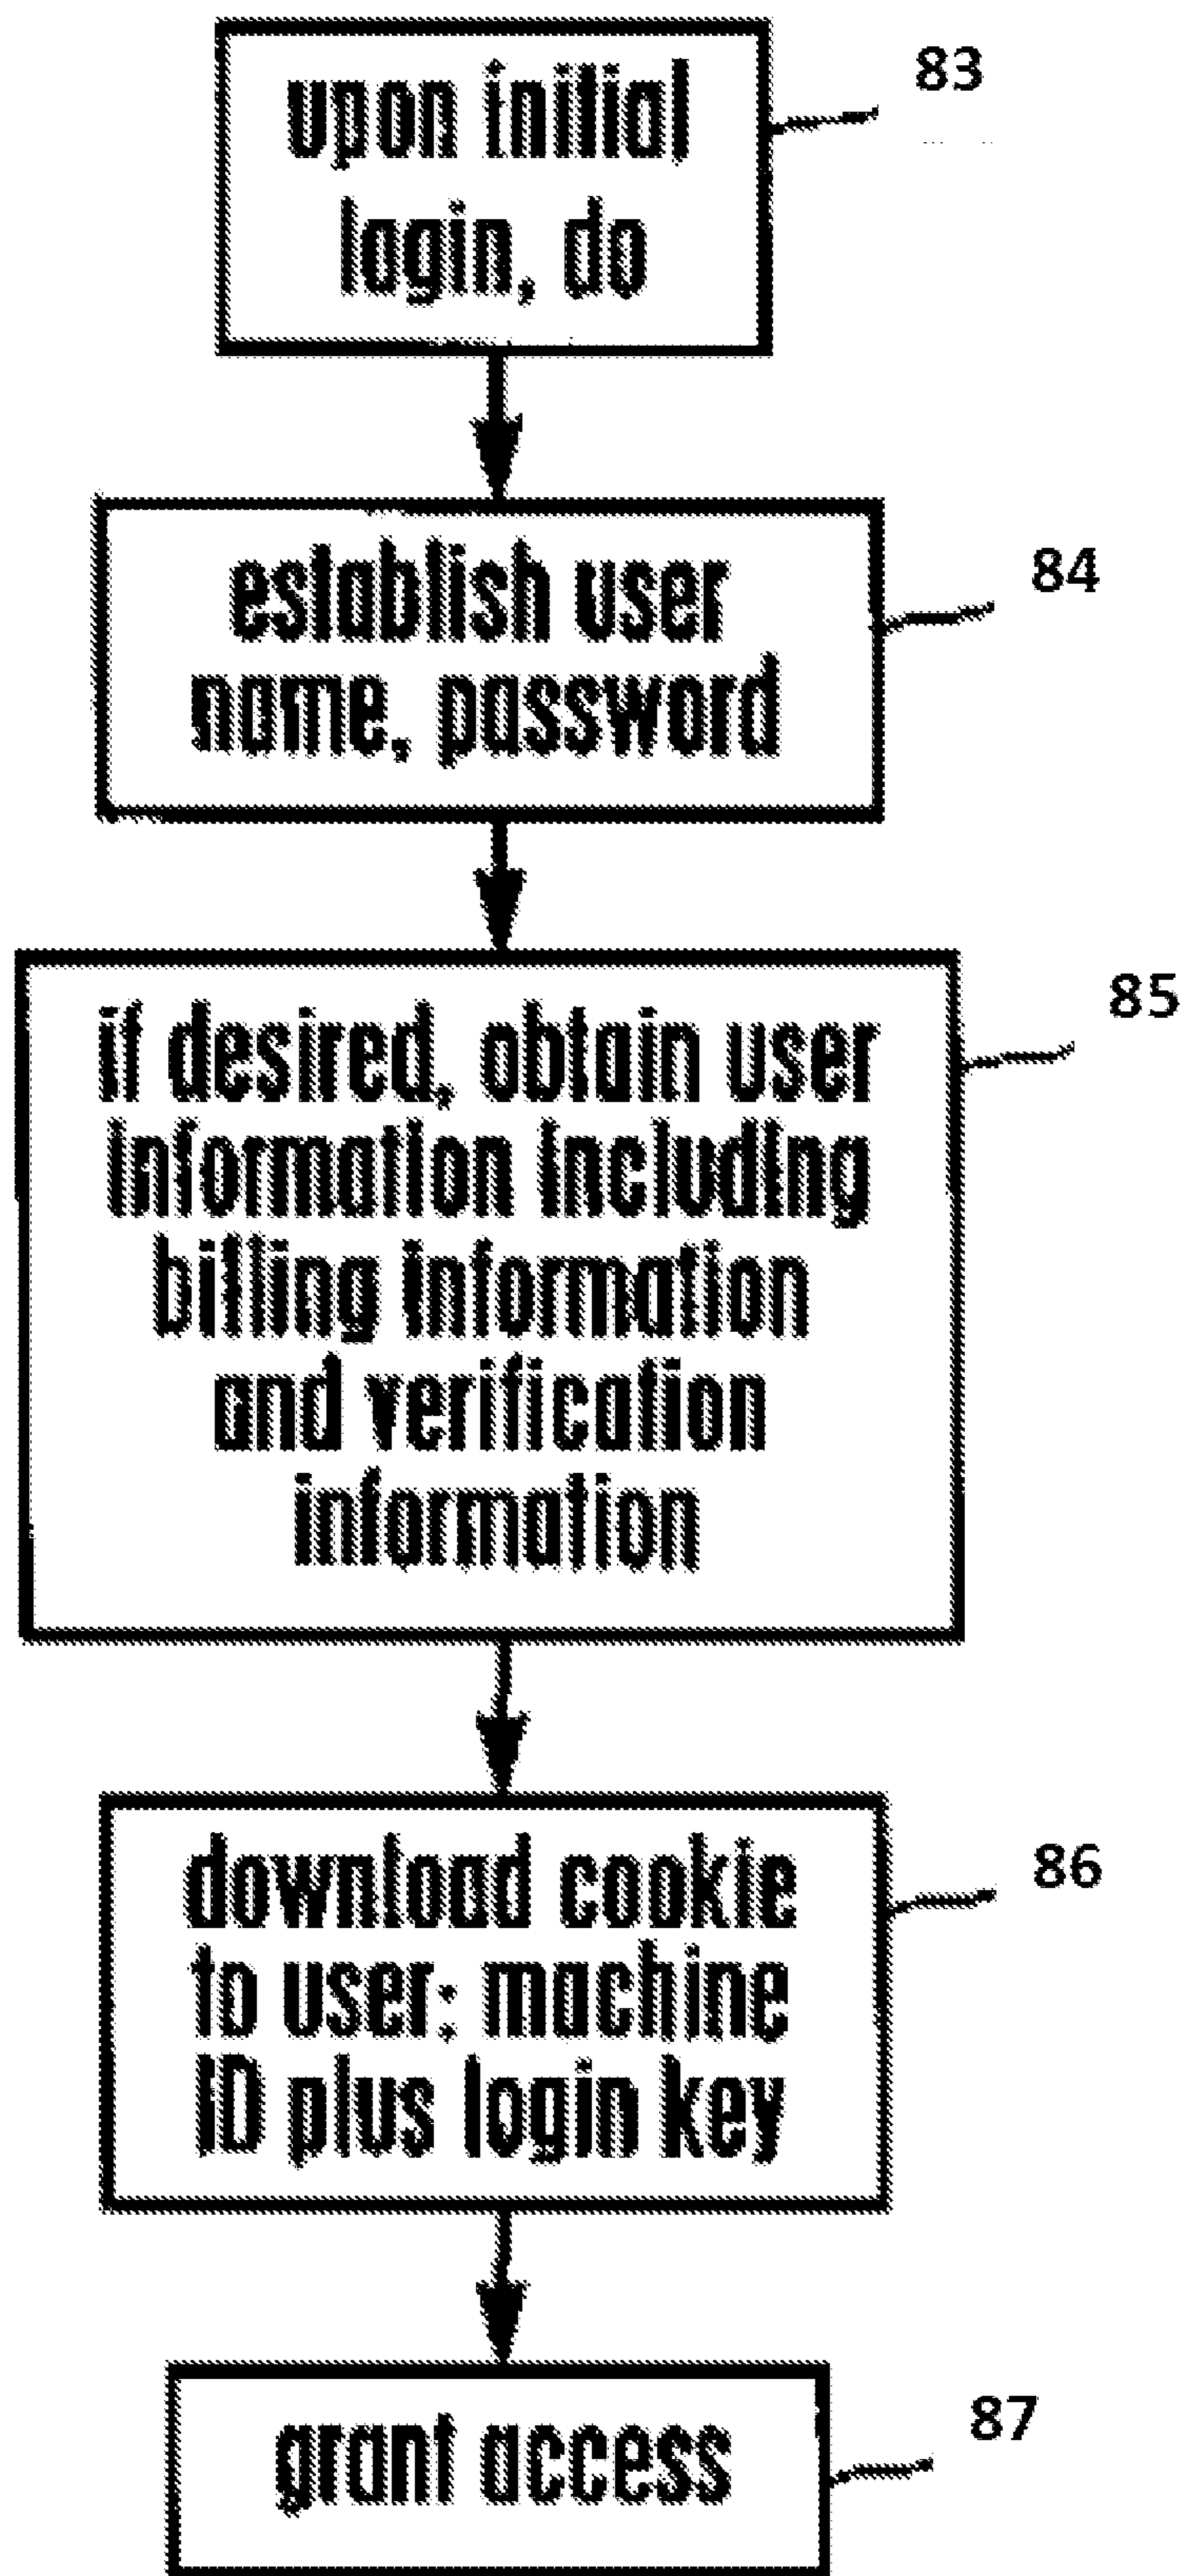 upon initial
login, do
83
establish user
name, password
84
if desired, obtain user
information including
billing information
and verification
information
85
download cookie
to user: machine
ID plus login key
86
grant access
87